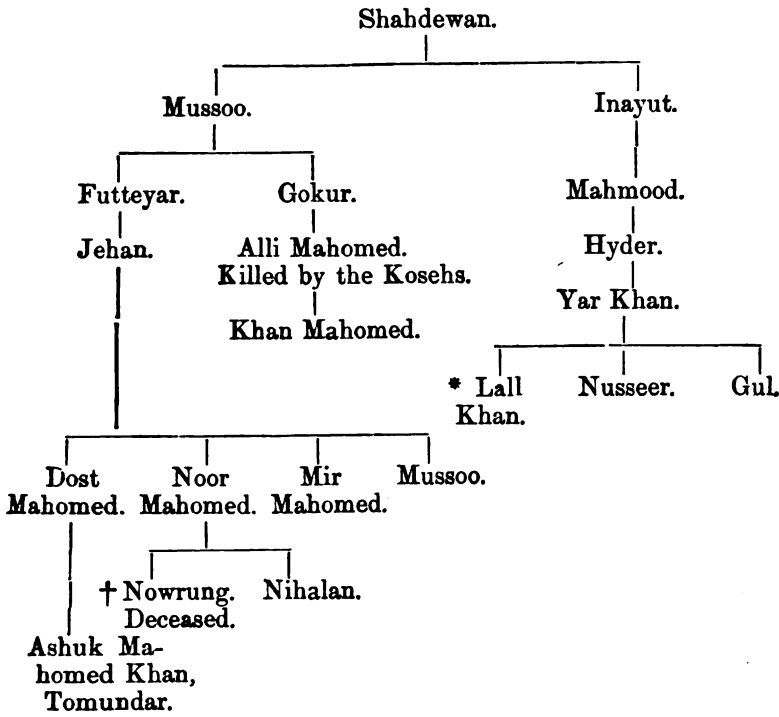 Shahdewan.
Mussoo. Inayut.
Futteyar. Gokur. Mahmood.
Jehan. Alli Mahomed. Hyder.
Killed by the Kosehs.
Yar Khan.
Khan Mahomed.
* Lall Nusseer. Gul.
Khan.
Dost Noor Mir Mussoo.
Mahomed. Mahomed. Mahomed.
† Nowrung. Nihalan.
Deceased.
Ashuk Ma-
homed Khan,
Tomundar.